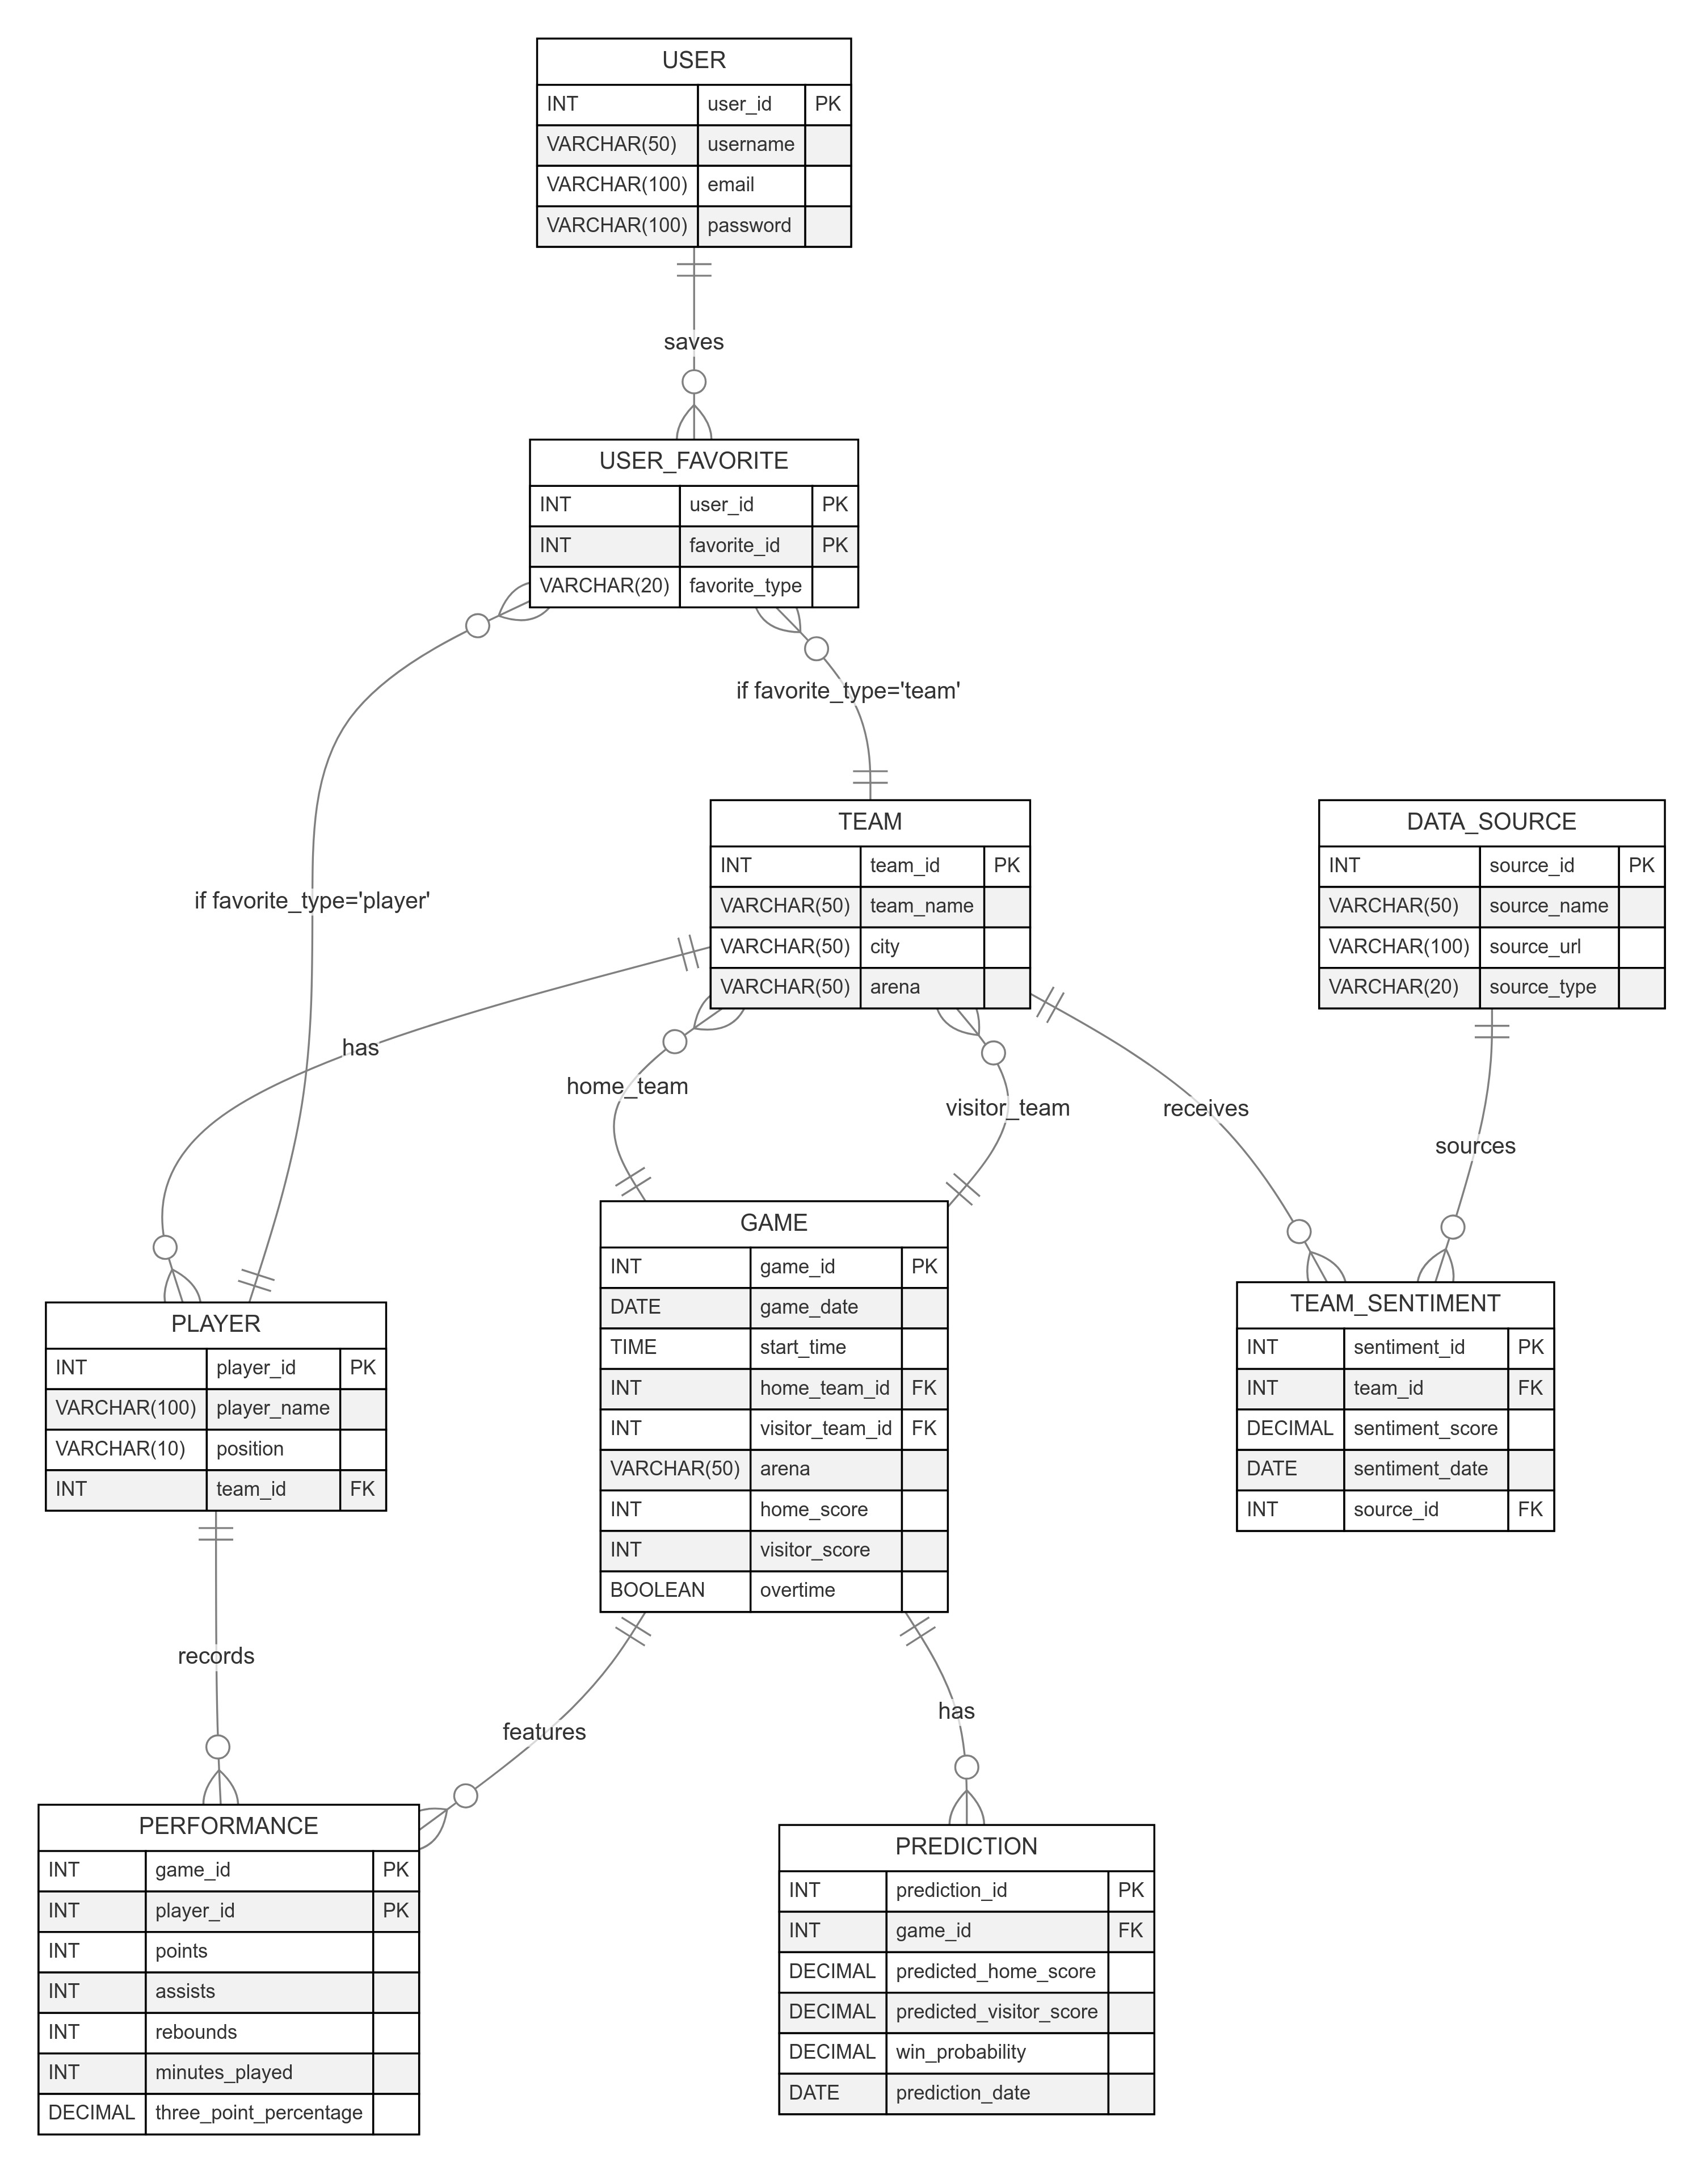 USER
INT user_id PK
VARCHAR(50) username
VARCHAR(100) email
VARCHAR(100) password
saves
USER_FAVORITE
INT user_id PK
INT favorite_id PK
VARCHAR(20) favorite_type
if favorite_type='team'
if favorite_type='player'
TEAM
INT team_id PK
VARCHAR(50) team_name
VARCHAR(50) city
VARCHAR(50) arena
DATA_SOURCE
INT source_id PK
VARCHAR(50) source_name
VARCHAR(100) source_url
VARCHAR(20) source_type
has
home_team
visitor_team
receives
sources
PLAYER
INT player_id PK
VARCHAR(100) player_name
VARCHAR(10) position
INT team_id FK
GAME
INT game_id PK
DATE game_date
TIME start_time
INT home_team_id FK
INT visitor_team_id FK
VARCHAR(50) arena
INT home_score
INT visitor_score
BOOLEAN overtime
TEAM_SENTIMENT
INT sentiment_id PK
INT team_id FK
DECIMAL sentiment_score
DATE sentiment_date
INT source_id FK
records
features
has
PERFORMANCE
INT game_id PK
INT player_id PK
INT points
INT assists
INT rebounds
INT minutes_played
DECIMAL three_point_percentage
PREDICTION
INT prediction_id PK
INT game_id FK
DECIMAL predicted_home_score
DECIMAL predicted_visitor_score
DECIMAL win_probability
DATE prediction_date